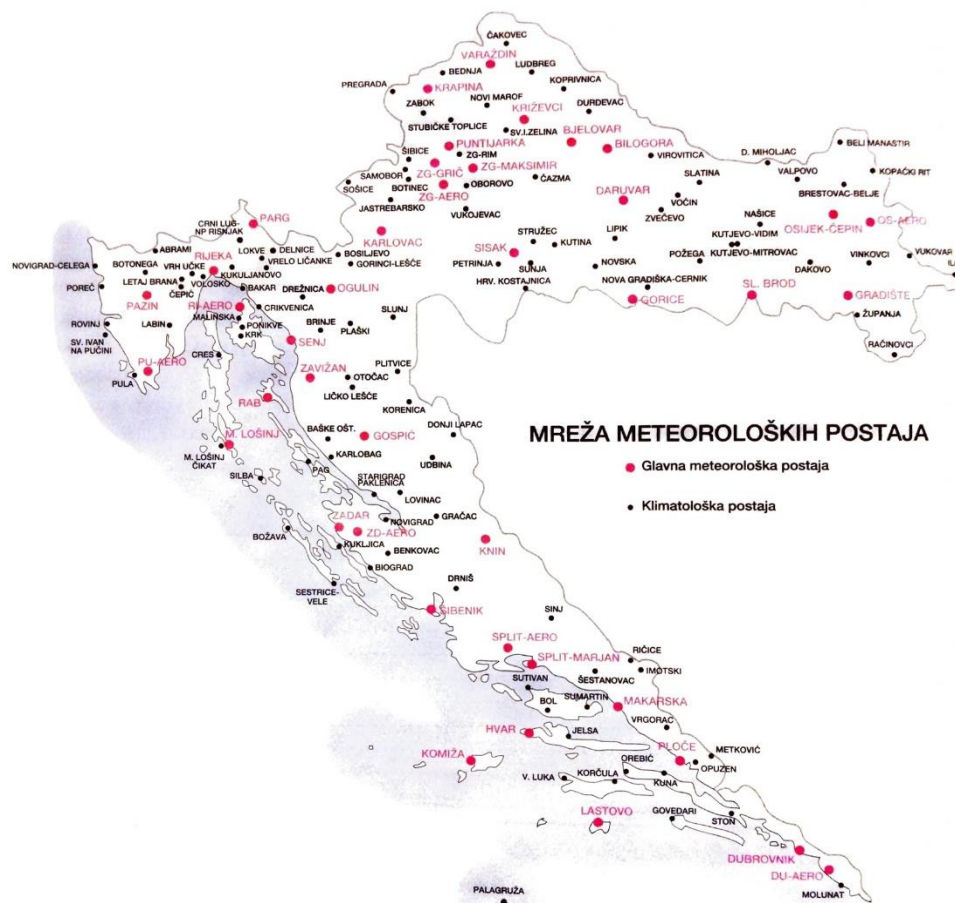 ČAKOVEC
VARAŽDIN
BEDNJA
LUDBREG
PREGRADA
KRAPINA
KOPRIVNICA
ZABOK
NOVI MAROF
KRIŽEVCI
DURĐEVAC
STUBIČKE TOPLICE
SV.I.ZELINA
ŠIBICE
PUNTIJARKA
BJELOVAR
BILOGORA
BELI MANASTIR
ZG-RIM
VIROVITICA
D. MIHOLJAC
SAMOBOR
ZG-GRIČ
ZG-MAKSIMIR
VALPOVO
KOPAČKI RIT
SOŠICE
BOTINEC
ZG-AERO
OBOROVO
ČAZMA
DARUVAR
SLATINA
BRESTOVAC-BELJE
JASTREBARSKO
VUKOJEVAC
VOĆIN
ZVEČEVO
NAŠICE
OSIJEK-ČEPIN
OS-AERO
CRNI LUG-
NP RISNJAK
PARG
KARLOVAC
STRUŽEC
LIPIK
KUTJEVO-VIDIM
ABRAMI
LOKVE
DELNICE
SISAK
KUTINA
POŽEGA
KUTJEVO-MITROVAC
VUKOVAR
RIJEKA
VRELO LIČANKE
BOSILJEVO
NOVIGRAD-CELEGA
BOTONEGA
VRH UČKE
KUKULJANOVO
GORINCI-LEŠĆE
PETRINJA
SUNJA
NOVSKA
ĐAKOVO
VINKOVCI
LETAJ BRANA
VOLOSKO
HRV. KOSTAJNICA
NOVA GRADIŠKA-ČERNIK
POREČ
ČEPIĆ
BAKAR
DREŽNICA
OGULIN
GORICE
SL. BROD
GRADIŠTE
PAZIN
RI-AERO
CRIKVENICA
MALINSKA
SLUNJ
ŽUPANJA
ROVINJ
LABIN
PONIKVE
BRINJE
PLAŠKI
SV. IVAN
NA PUČINI
KRK
SENJ
RAČINOVCI
CRES
PU-AERO
ZAVIŽAN
PLITVICE
PULA
OTOČAC
LIČKO LEŠĆE
RAB
KORENICA
MREŽA METEOROLOŠKIH POSTAJA
M. LOŠINJ
BAŠKE OŠT.
GOSPIĆ
DONJI LAPAC
M. LOŠINJ
ČIKAT
KARLOBAG
UDBINA
Glavna meteorološka postaja
PAG
SILBA
STARIGRAD
PAKLENICA
LOVINAC
Klimatološka postaja
ZADAR
NOVIGRAD
GRAČAC
BOŽAVA
ZD-AERO
KNIN
KUKLJICA
BENKOVAC
BIOGRAD
SESTRICE-
VELE
DRNIŠ
ŠIBENIK
SINJ
SPLIT-AERO
SPLIT-MARJAN
RIČICE
IMOTSKI
SUTIVAN
ŠESTANOVAC
BOL
SUMARTIN
MAKARSKA
VRGORAC
HVAR
JELSA
KOMIŽA
PLOČE
METKOVIĆ
OREBIĆ
OPUZEN
V. LUKA
KORČULA
KUNA
LASTOVO
GOVEĐARI
STON
DUBROVNIK
DU-AERO
PALAGRUŽA
MOLUNAT